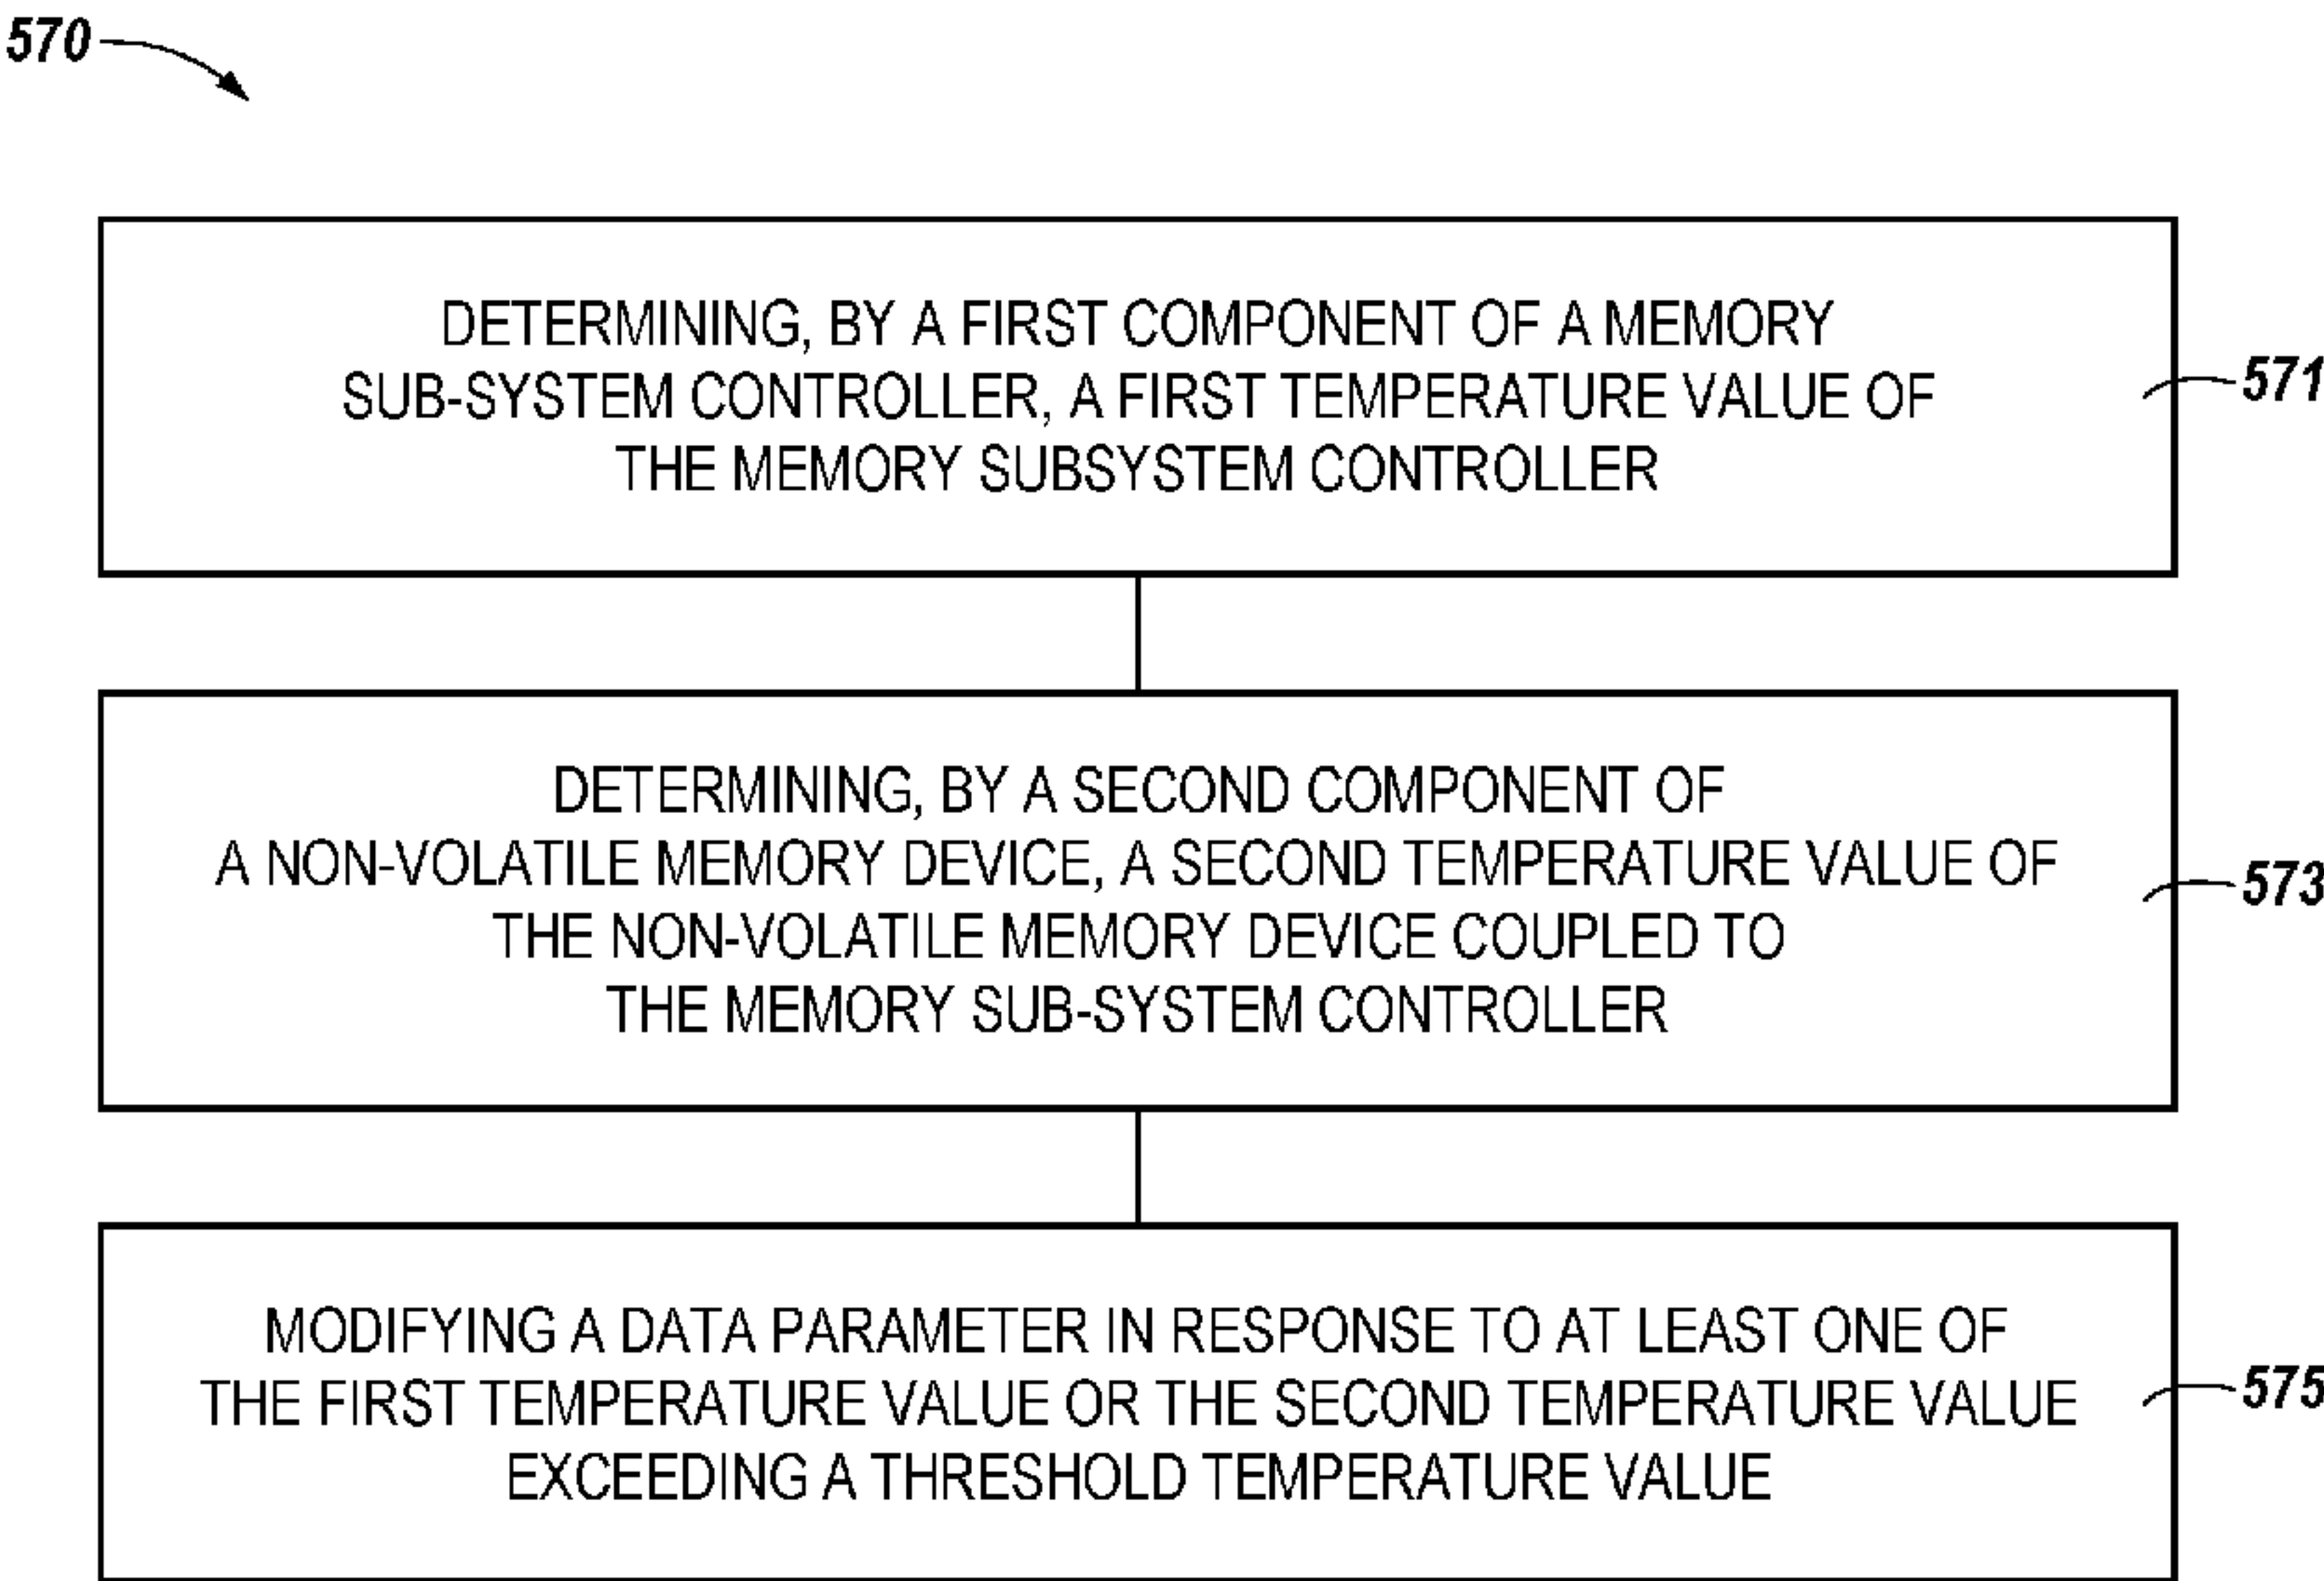 570
DETERMINING, BY A FIRST COMPONENT OF A MEMORY
SUB-SYSTEM CONTROLLER, A FIRST TEMPERATURE VALUE OF
THE MEMORY SUBSYSTEM CONTROLLER
571
DETERMINING, BY A SECOND COMPONENT OF
A NON-VOLATILE MEMORY DEVICE, A SECOND TEMPERATURE VALUE OF
THE NON-VOLATILE MEMORY DEVICE COUPLED TO
THE MEMORY SUB-SYSTEM CONTROLLER
573
MODIFYING A DATA PARAMETER IN RESPONSE TO AT LEAST ONE OF
THE FIRST TEMPERATURE VALUE OR THE SECOND TEMPERATURE VALUE
EXCEEDING A THRESHOLD TEMPERATURE VALUE
575